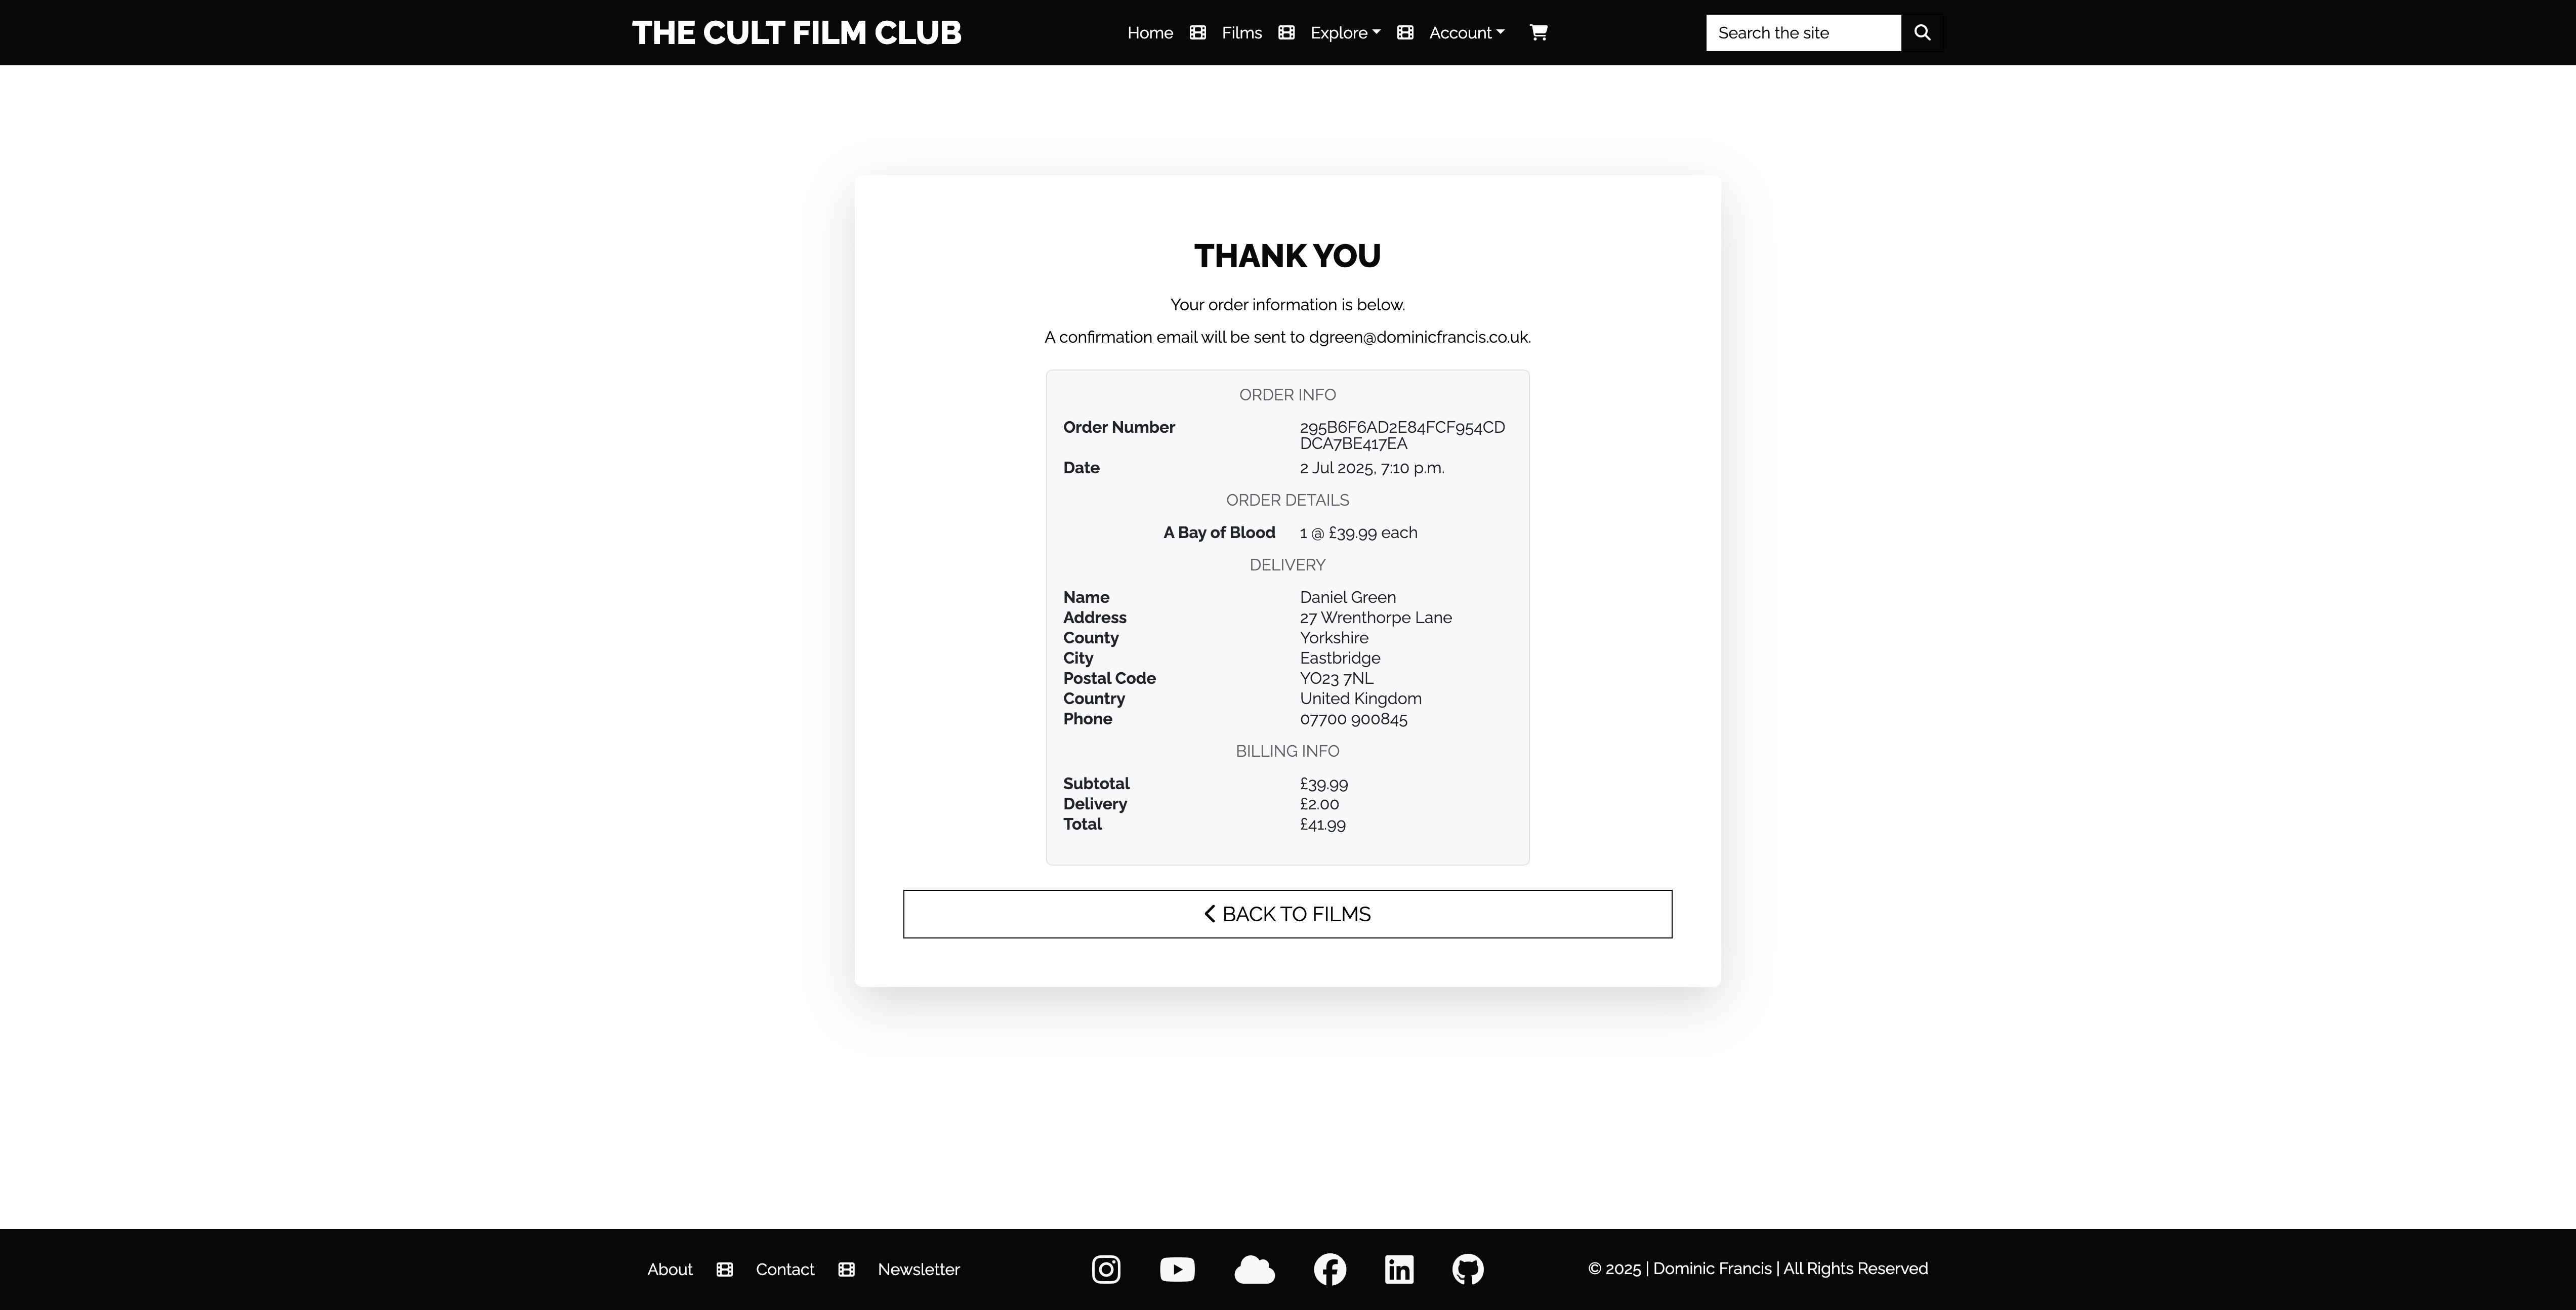 THE CULT FILM CLUB
Home Films Explore Account
Search the site
THANK YOU
Your order information is below.
A confirmation email will be sent to dgreen@dominicfrancis.co.uk.
ORDER INFO
Order Number 295B6F6AD2E84FCF954CD
DCA7BE417EA
Date 2 Jul 2025, 7:10 p.m.
ORDER DETAILS
A Bay of Blood 1 @ £39.99 each
DELIVERY
Name Daniel Green
Address 27 Wrenthorpe Lane
County Yorkshire
City Eastbridge
Postal Code YO23 7NL
Country United Kingdom
Phone 07700 900845
BILLING INFO
Subtotal £39.99
Delivery £2.00
Total £41.99
BACK TO FILMS
About Contact Newsletter
© 2025 | Dominic Francis | All Rights Reserved